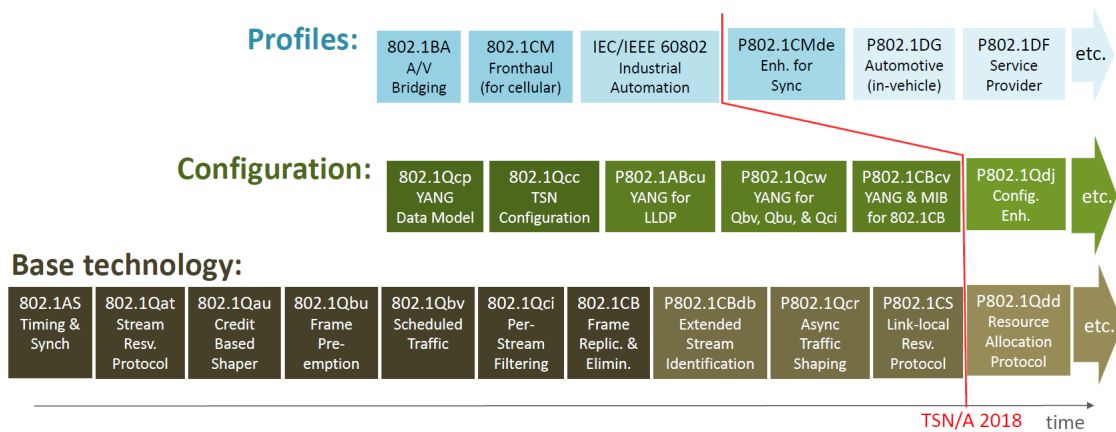 Profiles:
802.1BA
A/V
Bridging
802.1CM
Fronthaul
(for cellular)
IEC/IEEE 60802
Industrial
Automation
P802.1CMde
Enh. for
Sync
P802.1DG
Automotive
(in-vehicle)
P802.1DF
Service
Provider
etc.
Configuration:
802.1Qcp
YANG
Data Model
802.1Qcc
TSN
Configuration
P802.1ABcu
YANG for
LLDP
P802.1Qcw
YANG for
Qbv, Qbu, & Qci
P802.1CBcv
YANG & MIB
for 802.1CB
P802.1Qdj
Config.
Enh.
etc.
Base technology:
802.1AS
Timing &
Synch
802.1Qat
Stream
Resv.
Protocol
802.1Qau
Credit
Based
Shaper
802.1Qbu
Frame
Pre-
emption
802.1Qbv
Scheduled
Traffic
802.1Qci
Per-
Stream
Filtering
802.1CB
Frame
Replic. &
Elimin.
P802.1CBdb
Extended
Stream
Identification
P802.1Qcr
Async
Traffic
Shaping
P802.1CS
Link-local
Resv.
Protocol
P802.1Qdd
Resource
Allocation
Protocol
etc.
TSN/A 2018
time